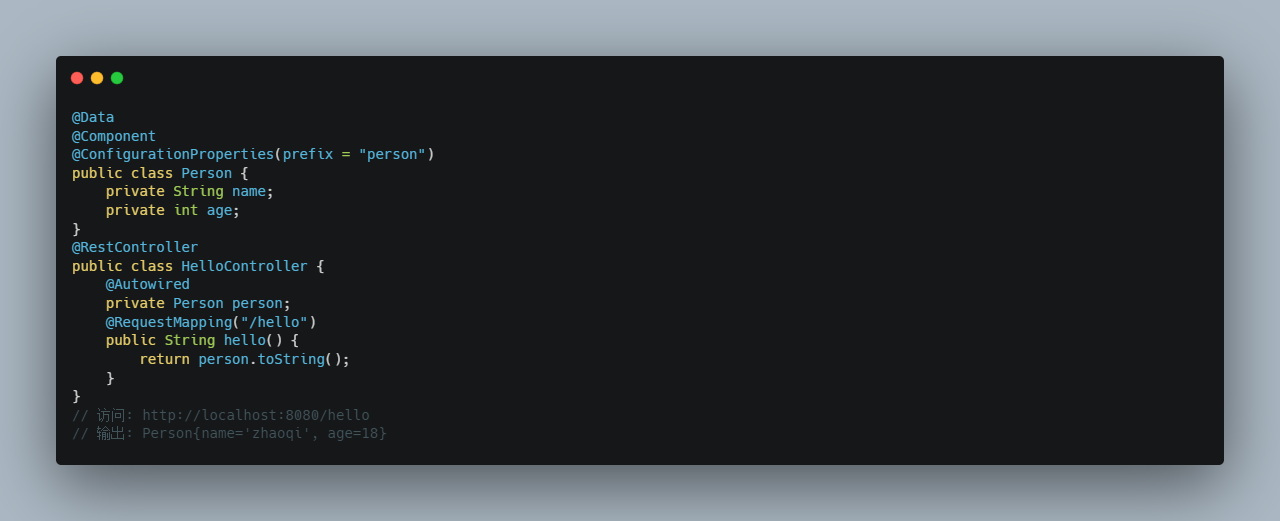 @Data
@Component
@ConfigurationProperties(prefix = "person")
public class Person {
    private String name;
    private int age;
}
@RestController
public class HelloController {
    @Autowired
    private Person person;
    @RequestMapping("/hello")
    public String hello() {
        return person.toString();
    }
}
// 访问: http://localhost:8080/hello
// 输出: Person{name='zhaoqi', age=18}